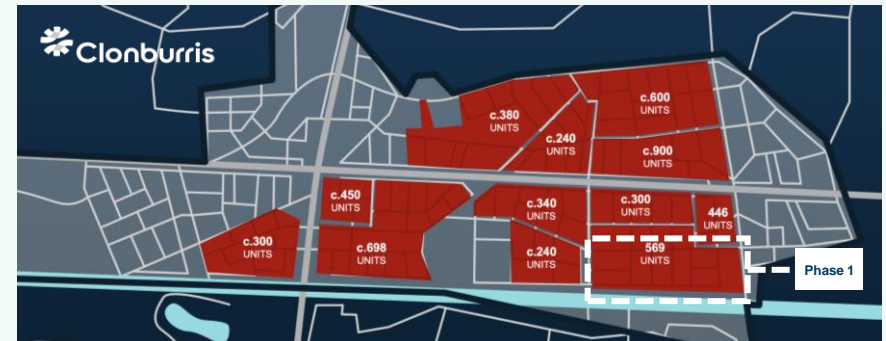 Clonburris
c.380
UNITS
c.600
UNITS
c.240
UNITS
c.900
UNITS
c.450
UNITS
c.340
UNITS
c.300
UNITS
446
UNITS
c.300
UNITS
c.698
UNITS
c.240
UNITS
569
UNITS
Phase 1